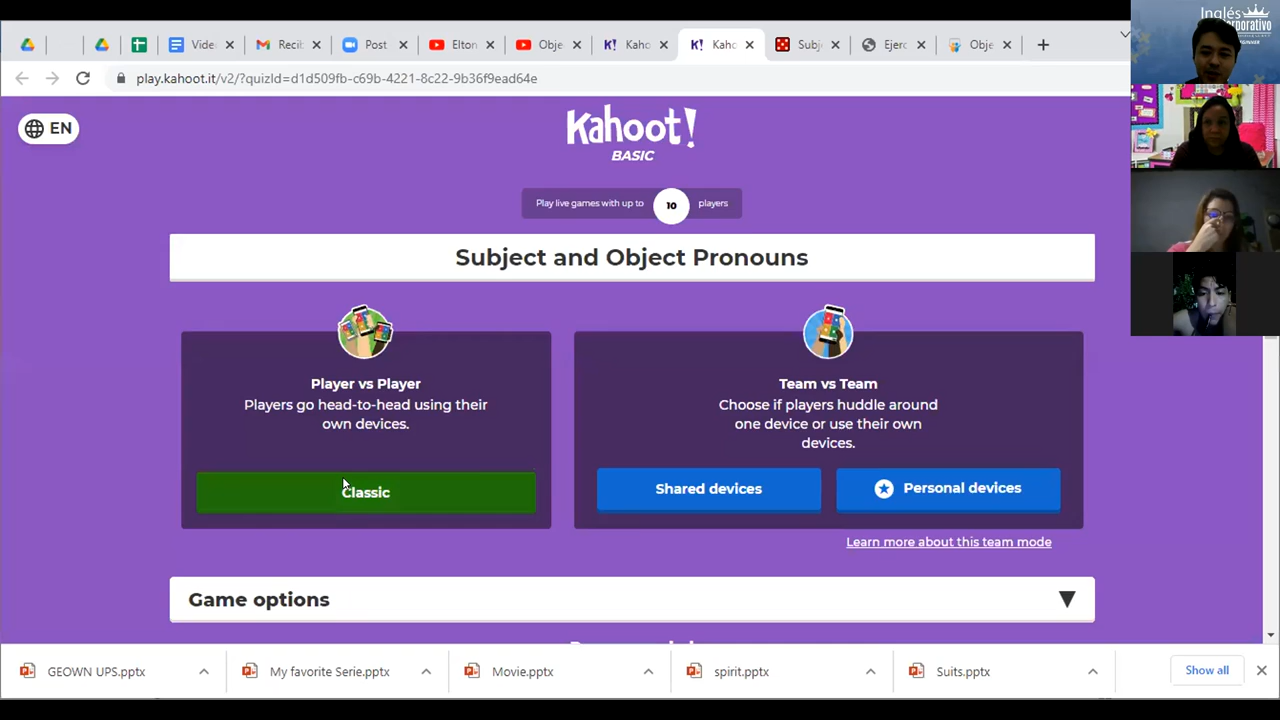 Vide
Recib
Post
Elton
On
Kaho
Kaho
Subj
Ejerc
Obje
play.kahoot.it/v2/?quizId=d1d509fb-c69b-4221-8c22-9b36f9ead64e
Inglés
orporativo
EN
Kahoot!
BASIC
Play live games with up to 10 players
Subject and Object Pronouns
Player vs Player
Players go head-to-head using their
own devices.
Classic
Team vs Team
Choose if players huddle around
one device or use their own
devices.
Shared devices
Personal devices
Learn more about this team mode
Game options
GEOWN UPS.pptx
My favorite Serie.pptx
Movie.pptx
spirit.pptx
Suits.pptx
Show all